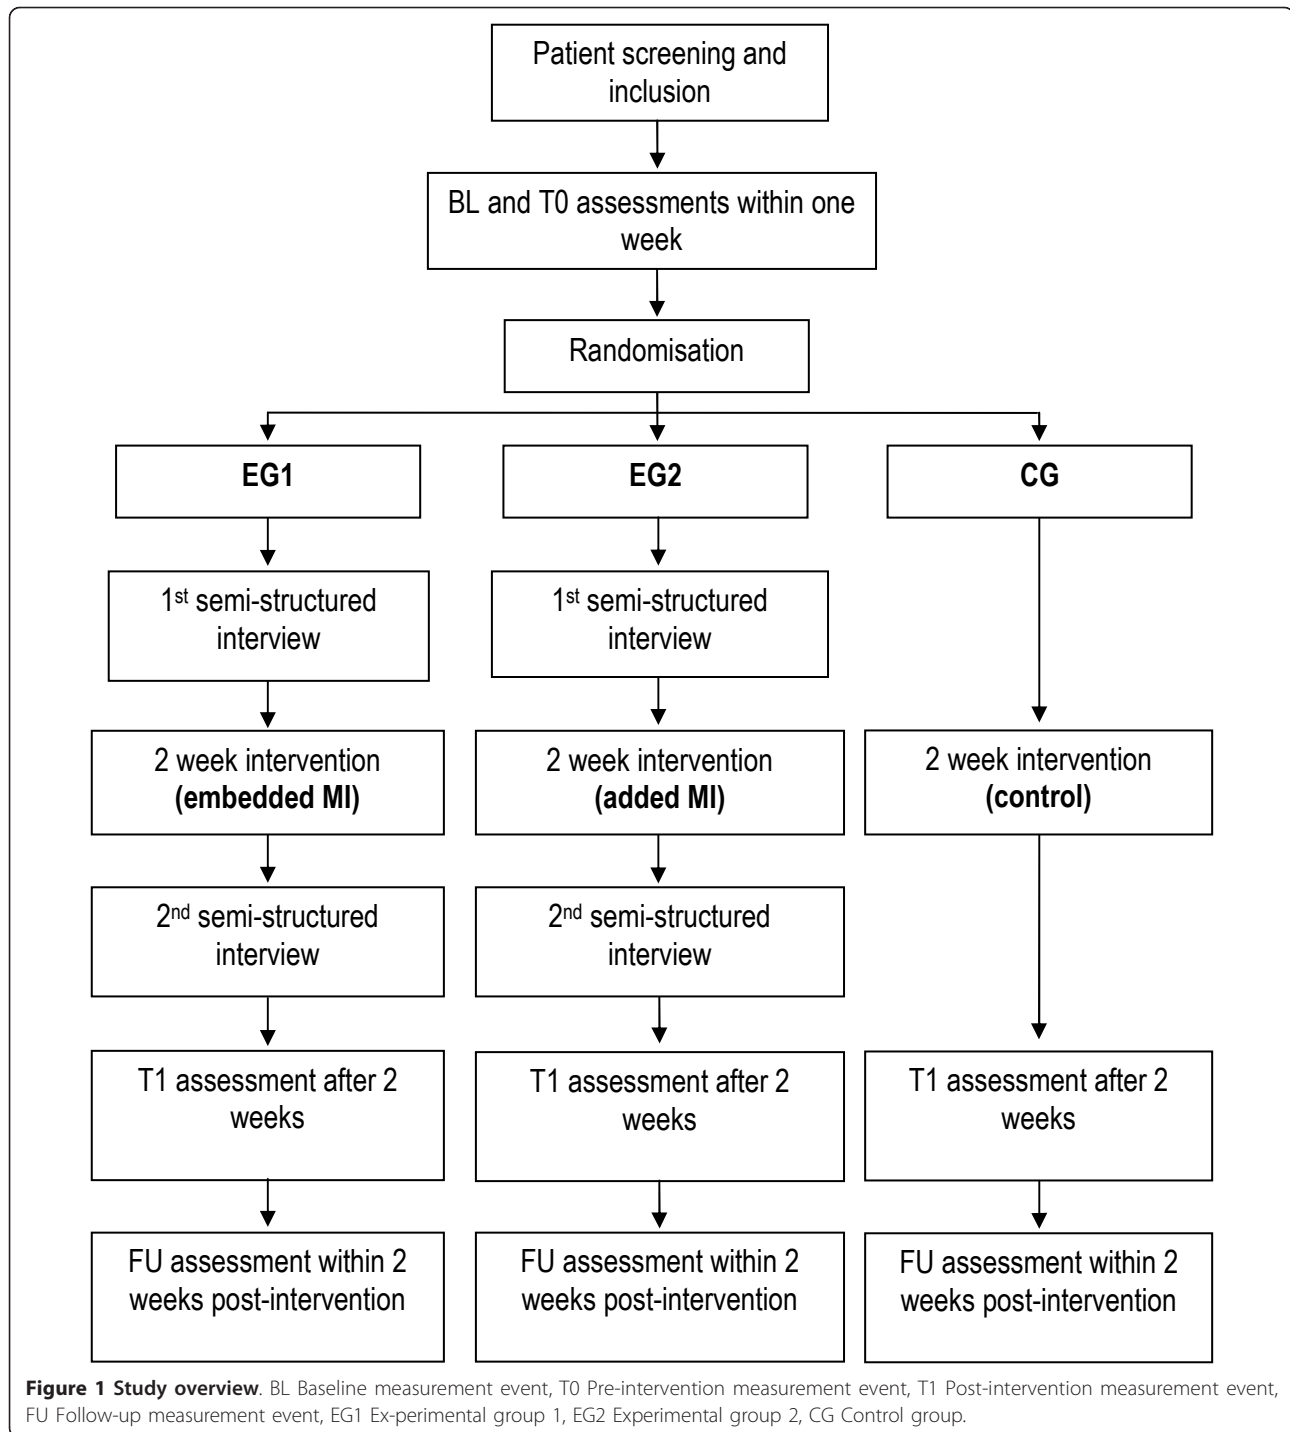 Patient screening and
inclusion
BL and T0 assessments within one
week
Randomisation
EG1
EG2
CG
1st semi-structured
interview
1st semi-structured
interview
2 week intervention
(embedded MI)
2 week intervention
(added MI)
2 week intervention
(control)
2nd semi-structured
interview
2nd semi-structured
interview
T1 assessment after 2
weeks
T1 assessment after 2
weeks
T1 assessment after 2
weeks
FU assessment within 2
weeks post-intervention
FU assessment within 2
weeks post-intervention
FU assessment within 2
weeks post-intervention
Figure 1 Study overview. BL Baseline measurement event, T0 Pre-intervention measurement event, T1 Post-intervention measurement event,
FU Follow-up measurement event, EG1 Ex-perimental group 1, EG2 Experimental group 2, CG Control group.